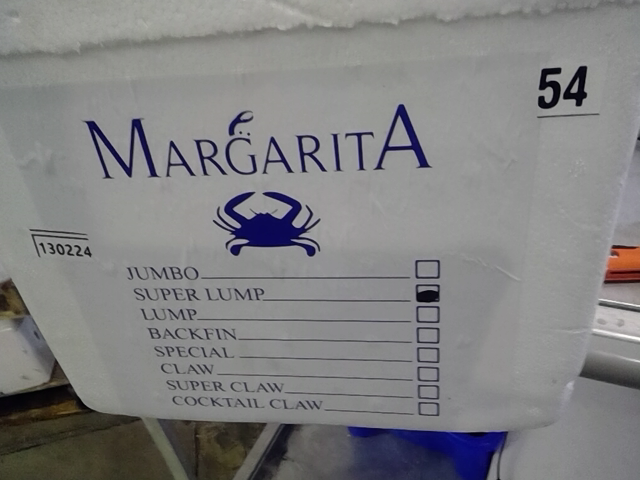 54
MARGARITA
130224
JUMBO
SUPER LUMP
LUMP
BACKFIN
SPECIAL
CLAW
SUPER CLAW
COCKTAIL CLAW